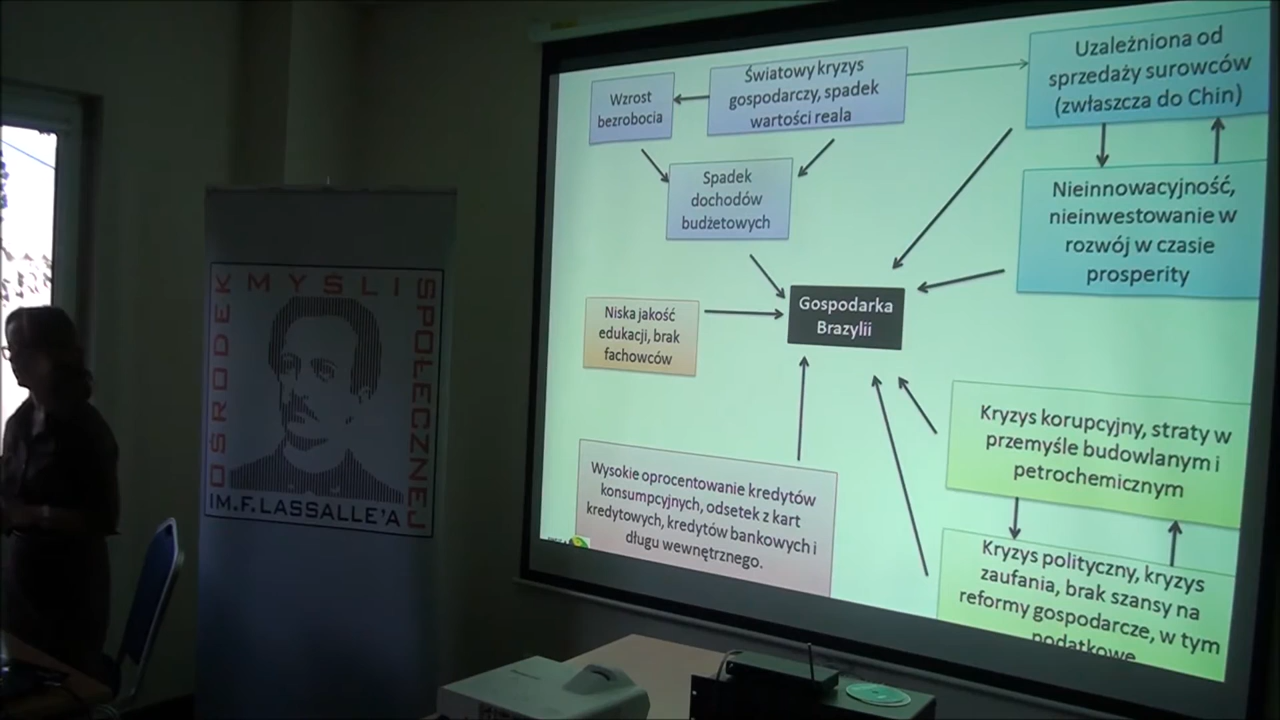 OŚRODEK
MYŚLI
SPOŁECZNEJ
IM.F.LASSALLE'A
Wzrost
bezrobocia
Światowy kryzys
gospodarczy, spadek
wartości reala
Uzależniona od
sprzedaży surowców
(zwłaszcza do Chin)
Spadek
dochodów
budżetowych
Nieinnowacyjność,
nieinwestowanie w
rozwój w czasie
prosperity
Niska jakość
edukacji, brak
fachowców
Gospodarka
Brazylii
Wysokie oprocentowanie kredytów
konsumpcyjnych, odsetek z kart
kredytowych, kredytów bankowych i
długu wewnętrznego.
Kryzys korupcyjny, straty w
przemyśle budowlanym i
petrochemicznym
Kryzys polityczny, kryzys
zaufania, brak szansy na
reformy gospodarcze, w tym
podatkowe